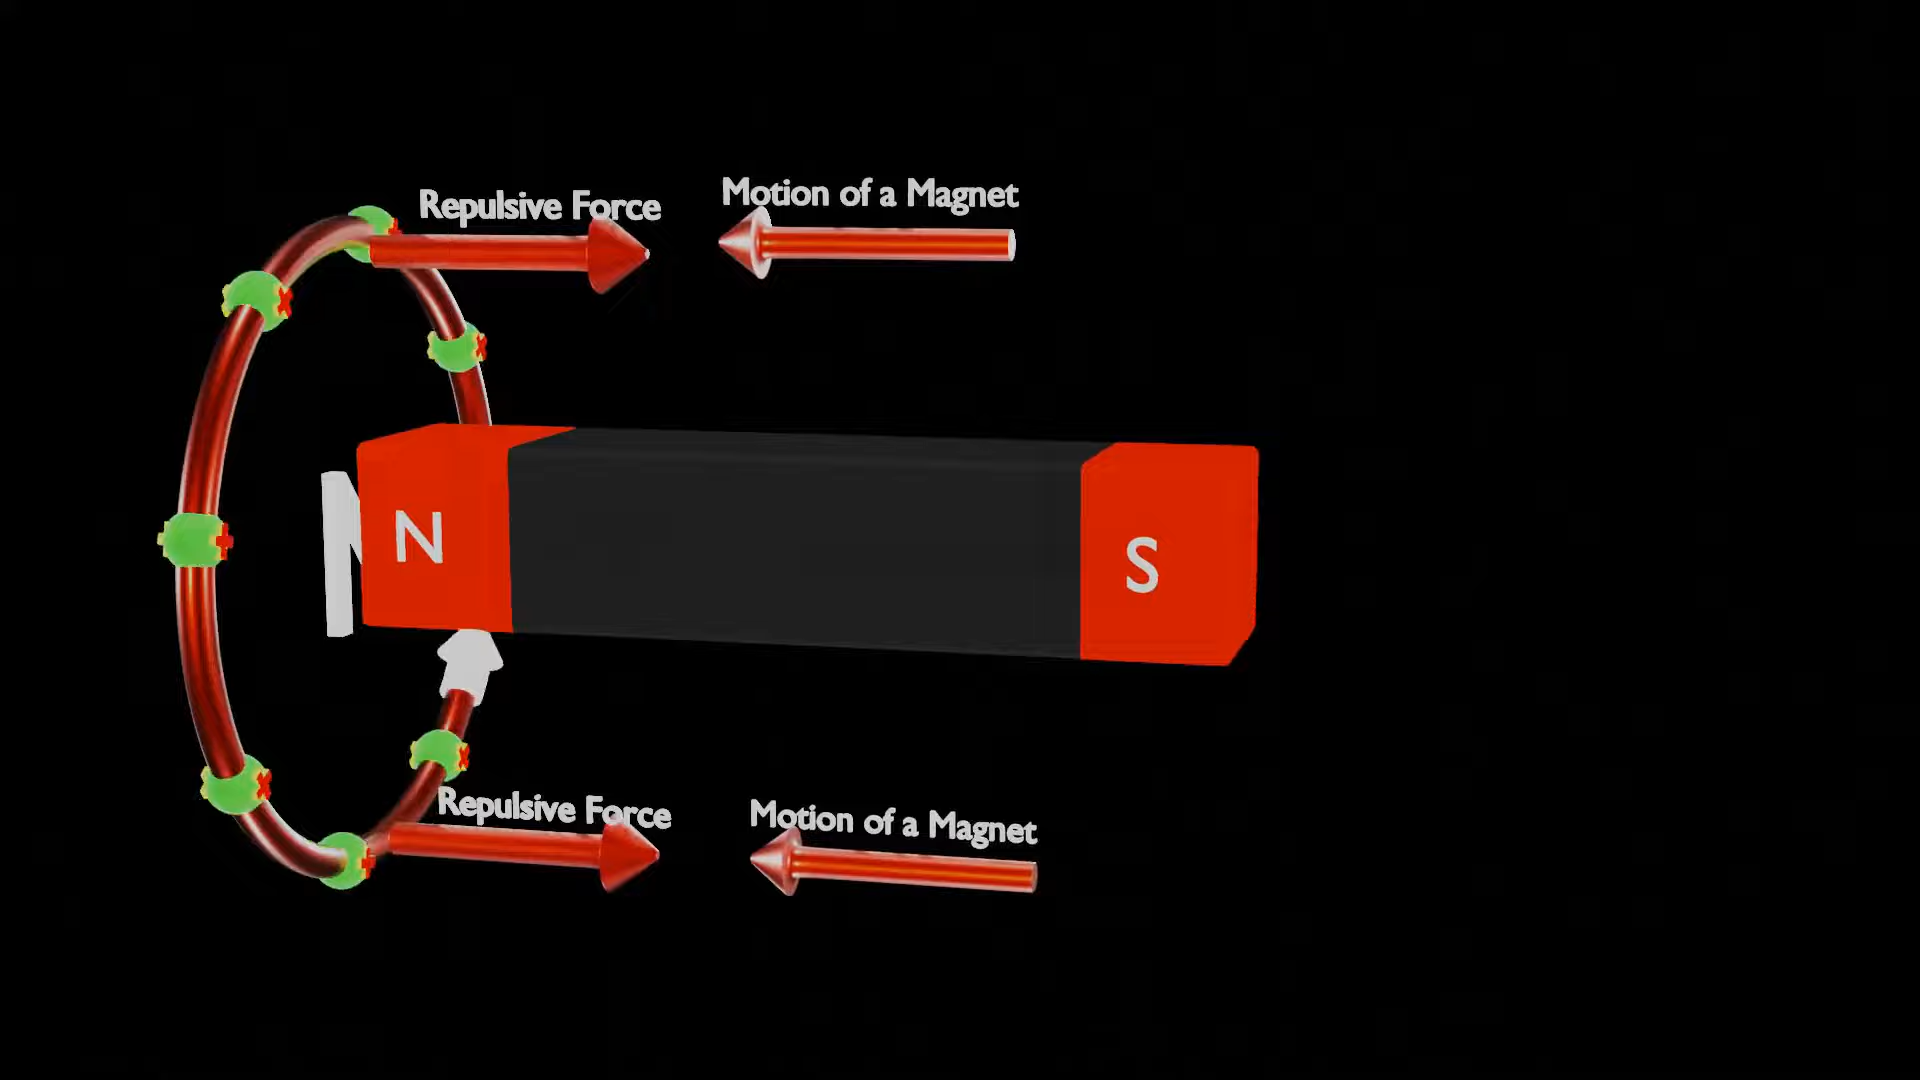 Repulsive Force
Motion of a Magnet
N
N
S
Repulsive Force
Motion of a Magnet